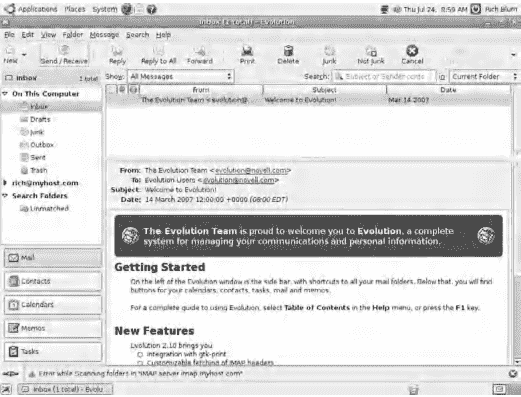 Applications Places System Thu Jul 24, 9:59 AM Rich Blum
Inbox (1 total) - Evolution
File Edit View Folder Message Search Help
New Send / Receive Reply Reply to All Forward Print Delete Junk Not Junk Cancel
Inbox 1 total Show: All Messages Search: Subject or Sender conta in Current Folder
On This Computer
From Subject Date
Inbox
The Evolution Team <evolution@... Welcome to Evolution! Mar 14 2007
Drafts
Junk
Outbox
Sent
Trash
rich@myhost.com
Search Folders
Unmatched
From: The Evolution Team <evolution@novell.com>
To: Evolution Users <evolution@novell.com>
Subject: Welcome to Evolution!
Date: 14 March 2007 12:00:00 +0000 (08:00 EDT)
The Evolution Team is proud to welcome you to Evolution, a complete
system for managing your communications and personal information.
Mail
Contacts
Calendars
Memos
Tasks
Getting Started
On the left of the Evolution window is the side bar, with shortcuts to all your mail folders. Below that, you will find
buttons for your calendars, contacts, tasks, mail and memos.
For a complete guide to using Evolution, select Table of Contents in the Help menu, or press the F1 key.
New Features
Evolution 2.10 brings you
Integration with gtk-print
Customizable fetching of IMAP headers
Error while Scanning folders in "IMAP server imap.myhost.com".
Inbox (1 total) - Evolu...